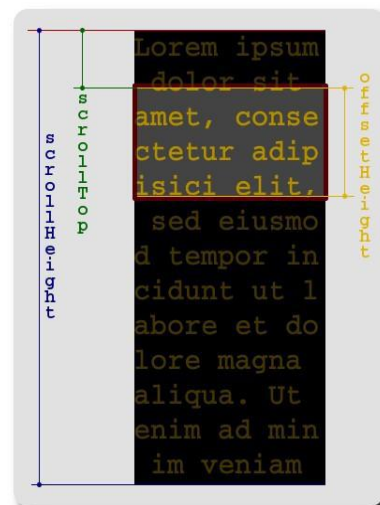 scrollHeight
scrollTop
Lorem ipsum
dolor sit
amet, conse
ctetur adip
isici elit,
sed eiusmo
d tempor in
cidunt ut l
abore et do
lore magna
aliqua. Ut
enim ad min
im veniam
offsetHeight